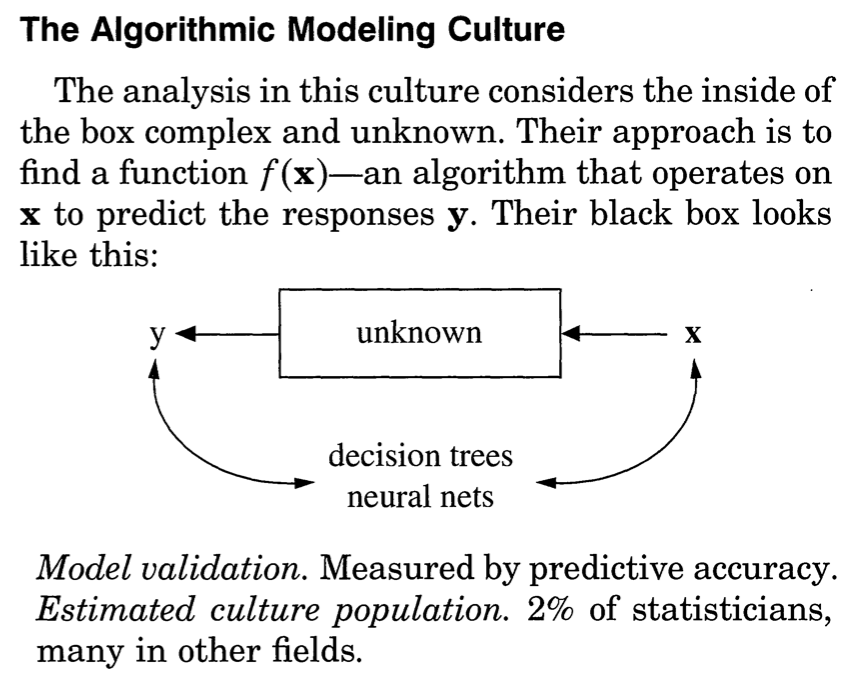 The Algorithmic Modeling Culture
The analysis in this culture considers the inside of
the box complex and unknown. Their approach is to
find a function f(x)—an algorithm that operates on
x to predict the responses y. Their black box looks
like this:
y unknown x
decision trees
neural nets
Model validation. Measured by predictive accuracy.
Estimated culture population. 2% of statisticians,
many in other fields.